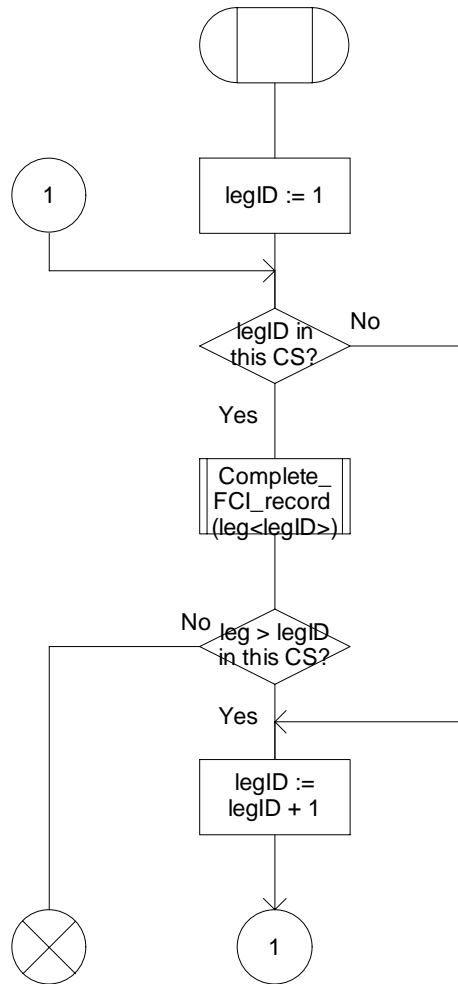 1
legID := 1
legID in
this CS?
No
Yes
Complete_
FCI_record
(leg<legID>)
No
leg > legID
in this CS?
Yes
legID :=
legID + 1
1